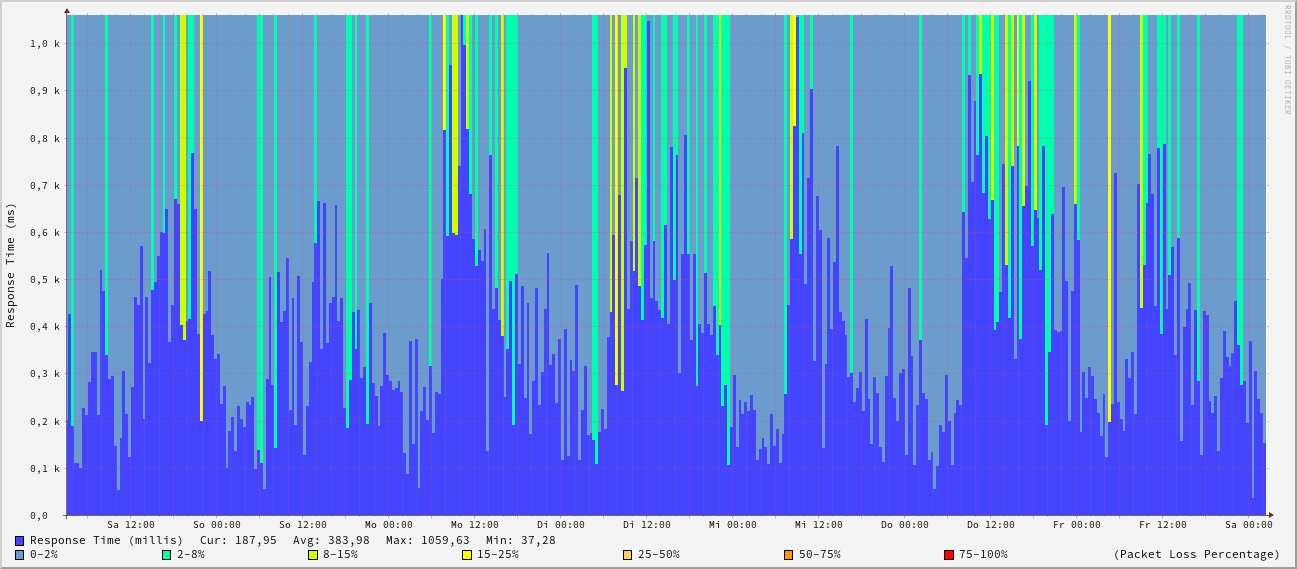 RRDTOOL / TOBI OETIKER
Response Time (ms)
1,0 k
0,9 k
0,8 k
0,7 k
0,6 k
0,5 k
0,4 k
0,3 k
0,2 k
0,1 k
0,0
Sa 12:00 So 00:00 So 12:00 Mo 00:00 Mo 12:00 Di 00:00 Di 12:00 Mi 00:00 Mi 12:00 Do 00:00 Do 12:00 Fr 00:00 Fr 12:00 Sa 00:00
Response Time (millis) Cur: 187,95 Avg: 383,98 Max: 1059,63 Min: 37,28
0-2% 2-8% 8-15% 15-25% 25-50% 50-75% 75-100% (Packet Loss Percentage)